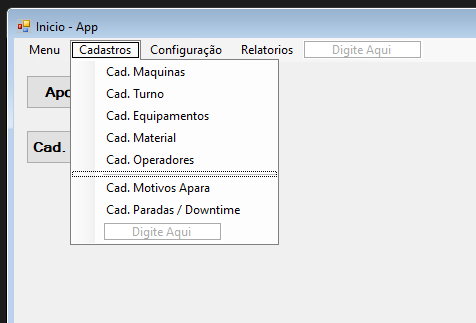 Inicio - App
Menu Cadastros Configuração Relatorios Digite Aqui
Apo
Cad.
Cad. Maquinas
Cad. Turno
Cad. Equipamentos
Cad. Material
Cad. Operadores
Cad. Motivos Apara
Cad. Paradas / Downtime
Digite Aqui